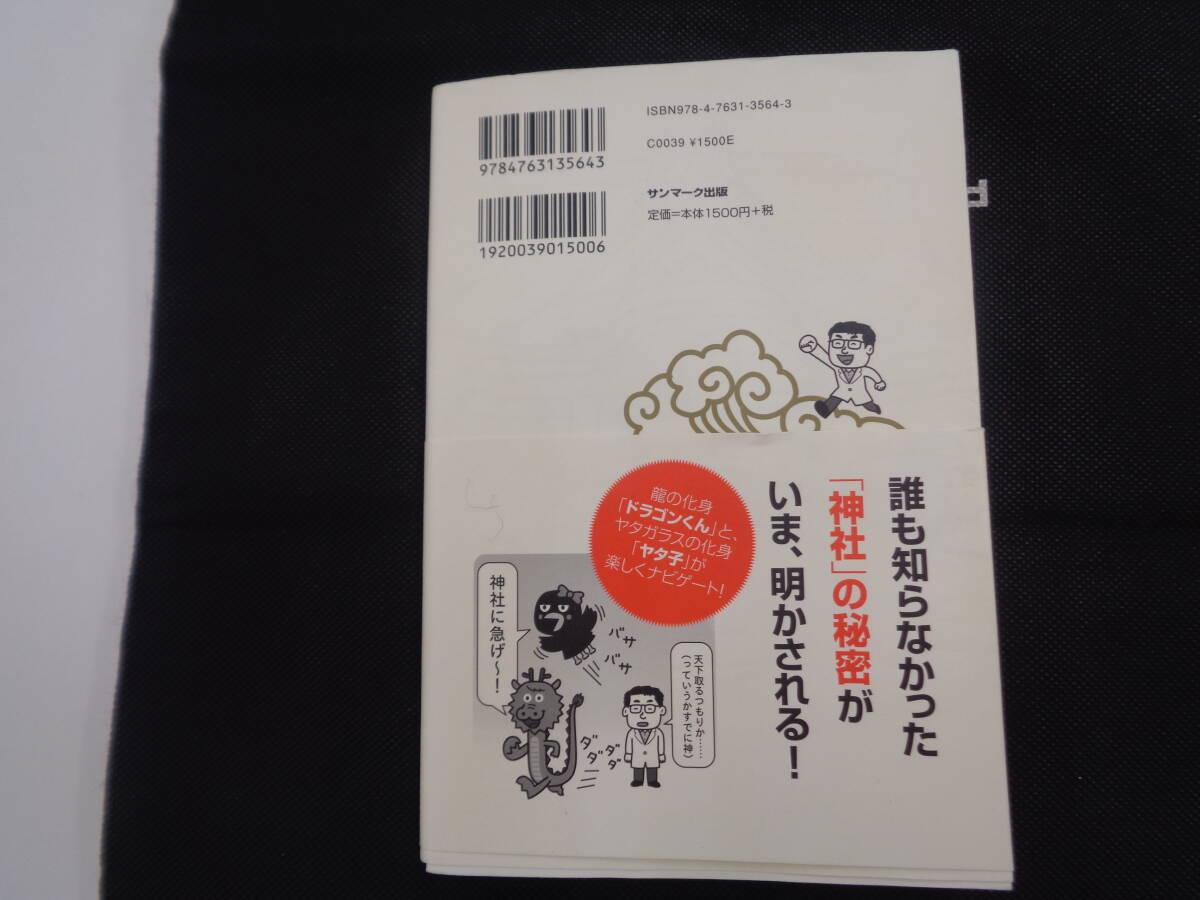 ISBN978-4-7631-3564-3
C0039 ¥1500E
9784763135643
サンマーク出版
定価=本体1500円+税
1920039015006
誰も知らなかった
「神社」の秘密が
いま、明かされる!
龍の化身
「ドラゴンくん」と、
ヤタガラスの化身
「ヤタ子」が
楽しくナビゲート!
神社に急げ〜!
バサ
バサ
天下取るつもりか……
(っていうかすでに神)
ダダ
ダダ